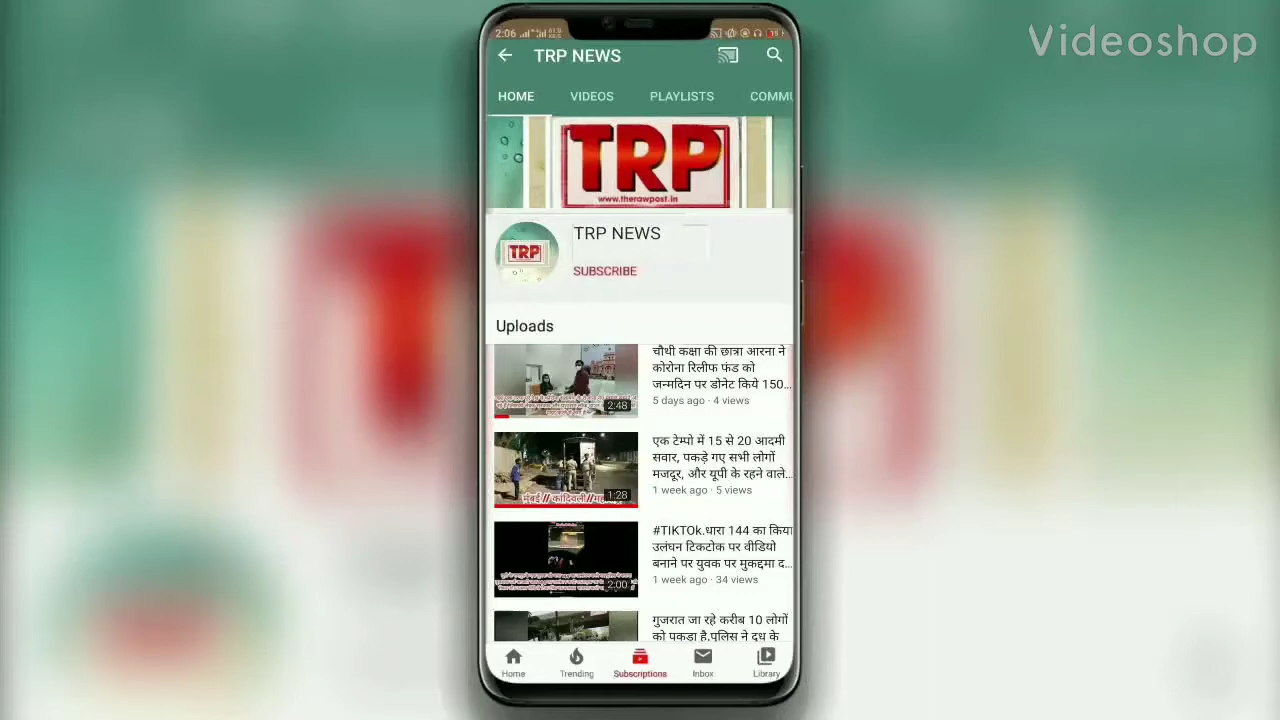 Videoshop
2:06
TRP NEWS
HOME VIDEOS PLAYLISTS COMMU
TRP
www.therawpost.in
TRP
TRP NEWS
SUBSCRIBE
Uploads
चौथी कक्षा की छात्रा आरना ने
कोरोना रिलीफ फंड को
जन्मदिन पर डोनेट किये 150...
5 days ago · 4 views
2:48
एक टेम्पो में 15 से 20 आदमी
सवार, पकड़े गए सभी लोगों
मजदूर, और यूपी के रहने वाले...
1 week ago · 5 views
1:28
मुंबई // कांदिवली//
#TIKTOk.धारा 144 का किया
उलंघन टिकटोक पर वीडियो
बनाने पर युवक पर मुकद्दमा द...
1 week ago · 34 views
2:00
गुजरात जा रहे करीब 10 लोगों
को पकड़ा है.पुलिस ने दूध के
Home Trending Subscriptions Inbox Library